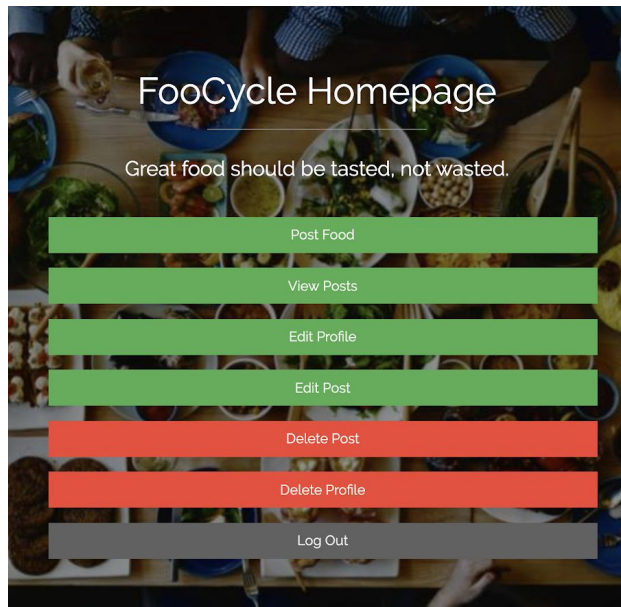 FooCycle Homepage
Great food should be tasted, not wasted.
Post Food
View Posts
Edit Profile
Edit Post
Delete Post
Delete Profile
Log Out